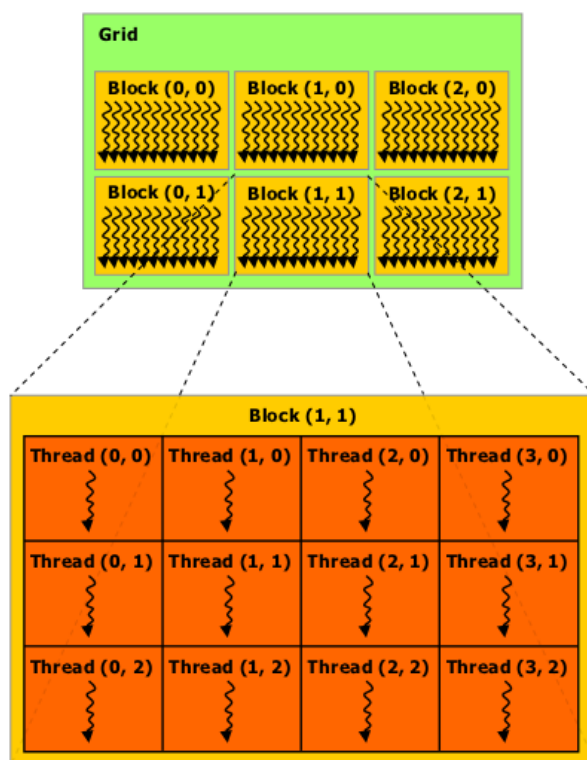 Grid
Block (0, 0) Block (1, 0) Block (2, 0)
Block (0, 1) Block (1, 1) Block (2, 1)
Block (1, 1)
Thread (0, 0) Thread (1, 0) Thread (2, 0) Thread (3, 0)
Thread (0, 1) Thread (1, 1) Thread (2, 1) Thread (3, 1)
Thread (0, 2) Thread (1, 2) Thread (2, 2) Thread (3, 2)